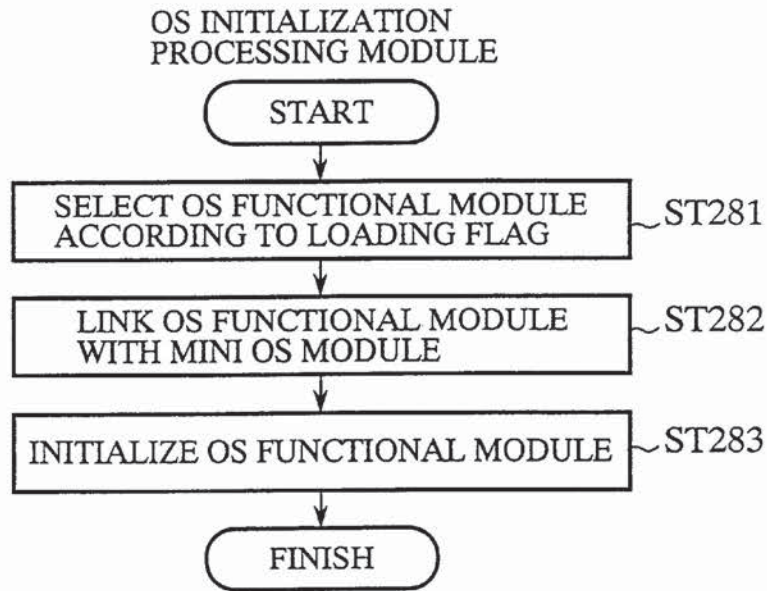 OS INITIALIZATION
PROCESSING MODULE
START
SELECT OS FUNCTIONAL MODULE
ACCORDING TO LOADING FLAG
ST281
LINK OS FUNCTIONAL MODULE
WITH MINI OS MODULE
ST282
INITIALIZE OS FUNCTIONAL MODULE
ST283
FINISH